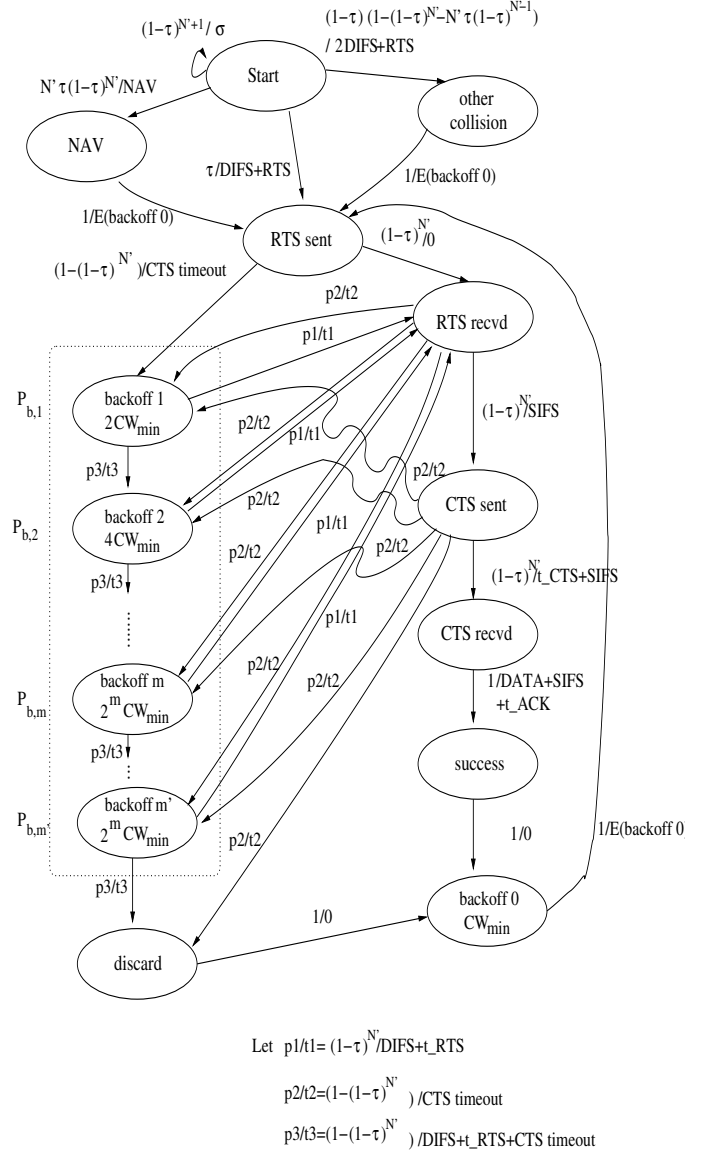 (1−τ)^N'+1/ σ
(1−τ) (1−(1−τ)^N'−N' τ (1−τ)^N'−1)
/ 2DIFS+RTS
Start
N' τ (1−τ)^N'/NAV
other
collision
NAV
τ/DIFS+RTS
1/E(backoff 0)
1/E(backoff 0)
RTS sent
(1−τ)^N'/0
(1−(1−τ)^N' )/CTS timeout
p2/t2
RTS recvd
p1/t1
P_b,1
backoff 1
2CW_min
p2/t2
p1/t1
(1−τ)^N'/SIFS
p3/t3
p2/t2
P_b,2
backoff 2
4CW_min
p2/t2
CTS sent
p1/t1
p2/t2
p2/t2
p3/t3
(1−τ)^N'/t_CTS+SIFS
......
p1/t1
CTS recvd
p2/t2
p2/t2
P_b,m
backoff m
2^m CW_min
1/DATA+SIFS
+t_ACK
p3/t3
...
success
P_b,m'
backoff m'
2^m CW_min
p2/t2
1/0
1/E(backoff 0
p3/t3
backoff 0
CW_min
1/0
discard
Let p1/t1= (1−τ)^N'/DIFS+t_RTS
p2/t2=(1−(1−τ)^N' ) /CTS timeout
p3/t3=(1−(1−τ)^N' ) /DIFS+t_RTS+CTS timeout